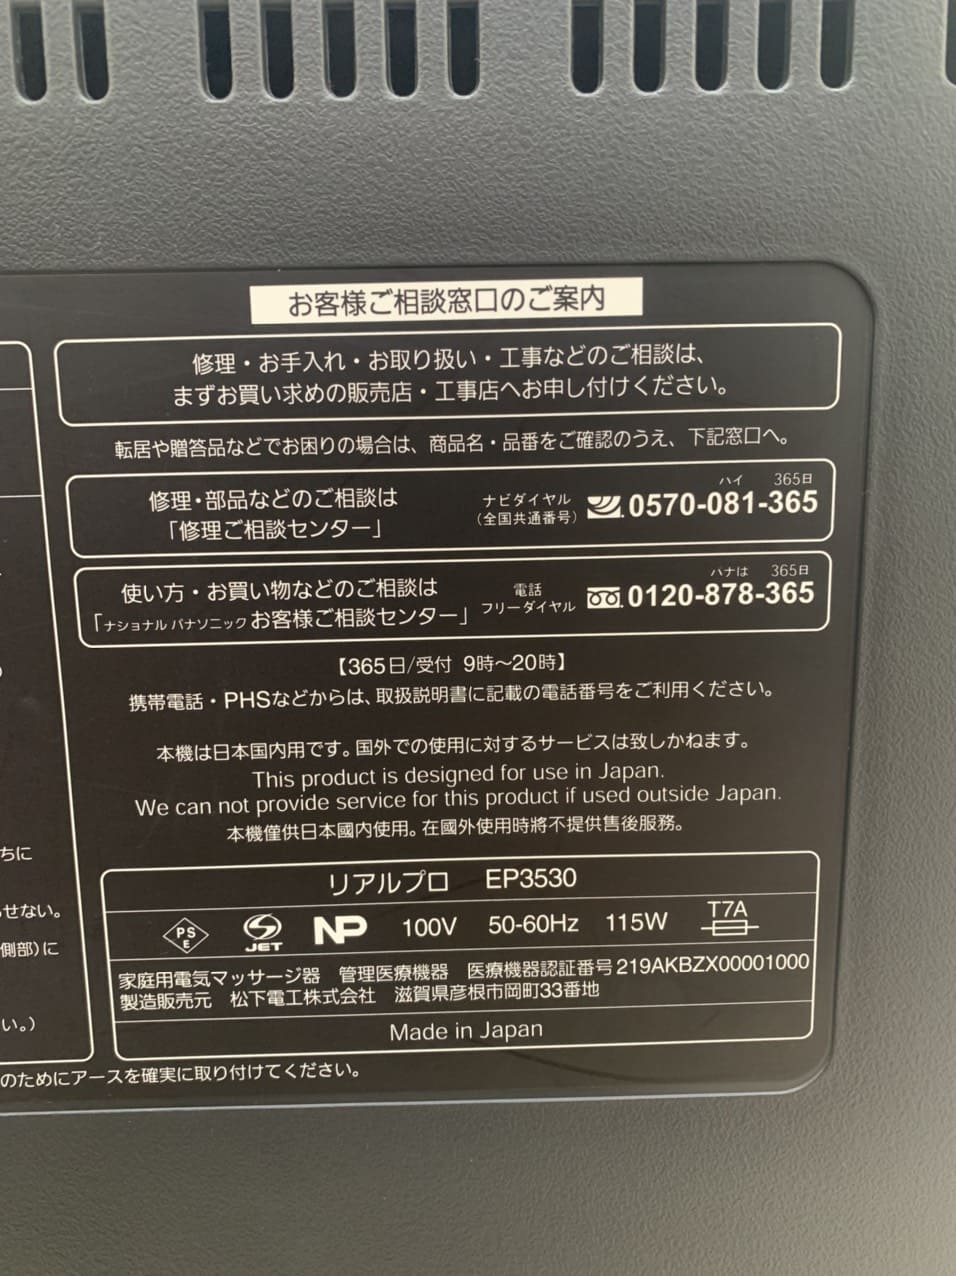 お客様ご相談窓口のご案内
修理・お手入れ・お取り扱い・工事などのご相談は、
まずお買い求めの販売店・工事店へお申し付けください。
転居や贈答品などでお困りの場合は、商品名・品番をご確認のうえ、下記窓口へ。
ハイ 365日
修理・部品などのご相談は ナビダイヤル 0570-081-365
「修理ご相談センター」 (全国共通番号)
ハナは 365日
使い方・お買い物などのご相談は 電話 0120-878-365
「ナショナル パナソニック お客様ご相談センター」 フリーダイヤル
【365日/受付 9時～20時】
携帯電話・PHSなどからは、取扱説明書に記載の電話番号をご利用ください。
本機は日本国内用です。国外での使用に対するサービスは致しかねます。
This product is designed for use in Japan.
We can not provide service for this product if used outside Japan.
本機僅供日本國内使用。在國外使用時將不提供售後服務。
ちに
せない。
側部)に
い。)
リアルプロ EP3530
PS E JET NP 100V 50-60Hz 115W T7A
家庭用電気マッサージ器 管理医療機器 医療機器認証番号 219AKBZX00001000
製造販売元 松下電工株式会社 滋賀県彦根市岡町33番地
Made in Japan
のためにアースを確実に取り付けてください。